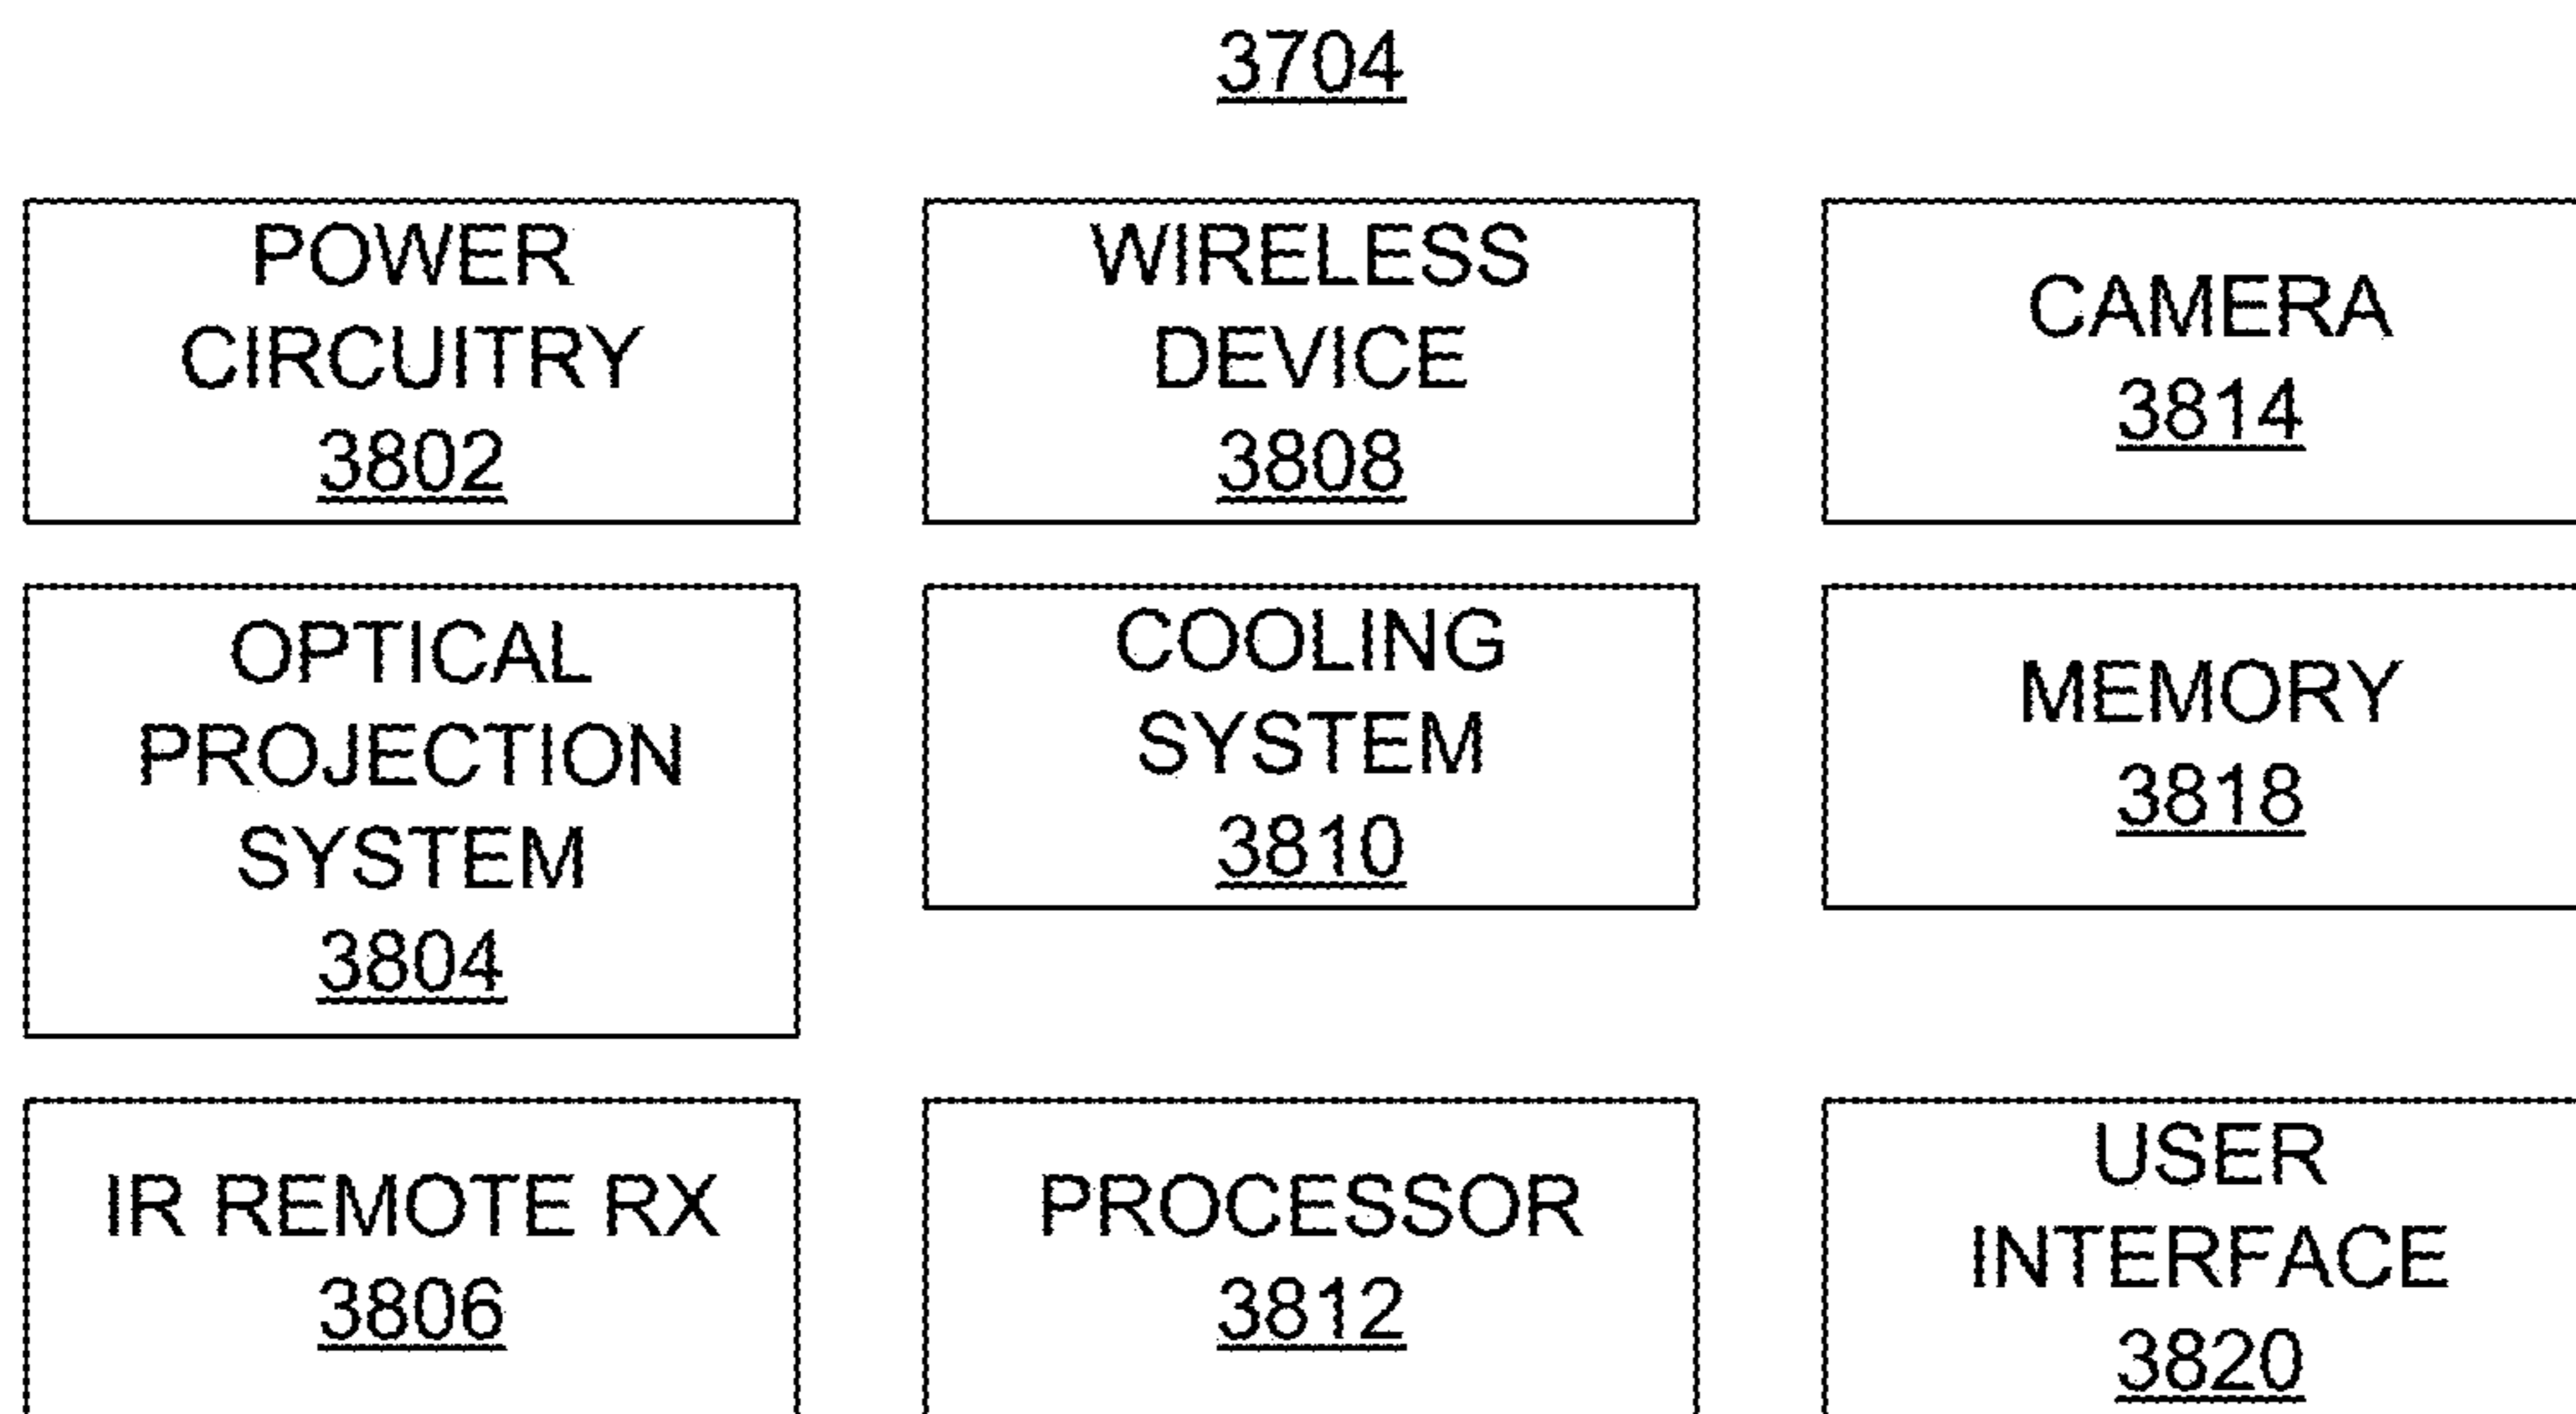 3704
POWER
CIRCUITRY
3802
WIRELESS
DEVICE
3808
CAMERA
3814
OPTICAL
PROJECTION
SYSTEM
3804
COOLING
SYSTEM
3810
MEMORY
3818
IR REMOTE RX
3806
PROCESSOR
3812
USER
INTERFACE
3820